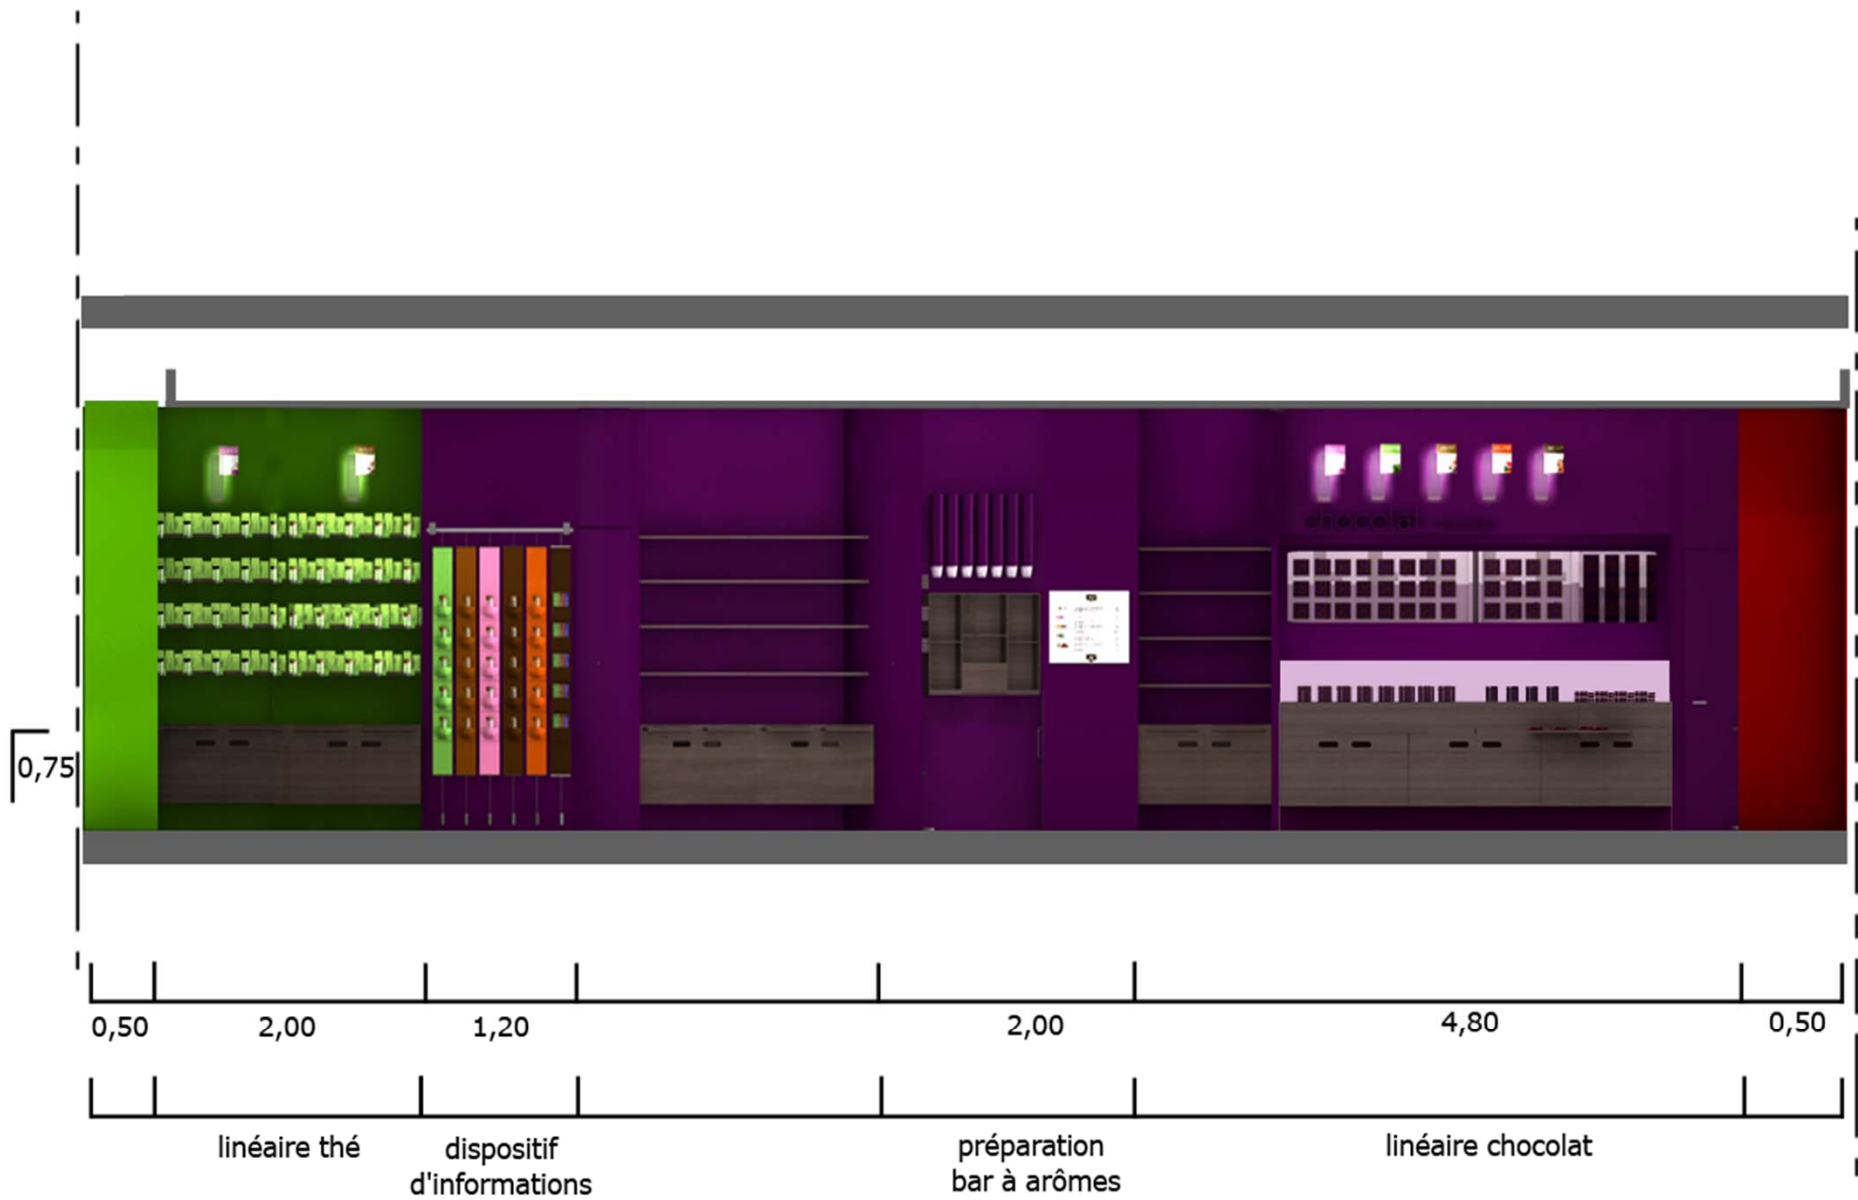 chocolat
0,75
0,50
2,00
1,20
2,00
4,80
0,50
linéaire thé
dispositif
d'informations
préparation
bar à arômes
linéaire chocolat